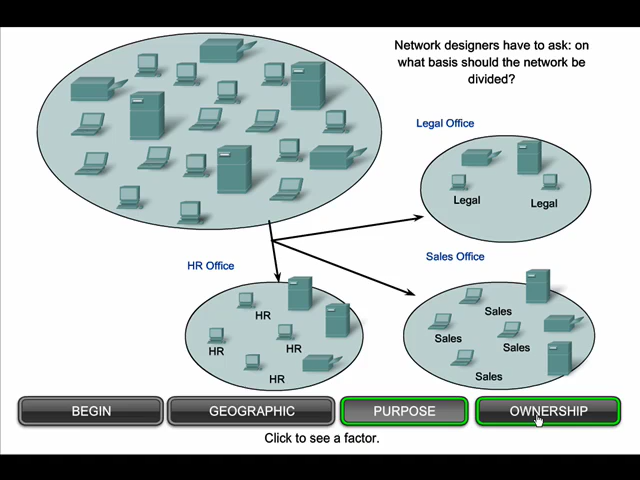 Network designers have to ask: on
what basis should the network be
divided?
Legal Office
Legal
Legal
HR Office
Sales Office
HR
HR
HR
HR
Sales
Sales
Sales
Sales
BEGIN
GEOGRAPHIC
PURPOSE
OWNERSHIP
Click to see a factor.